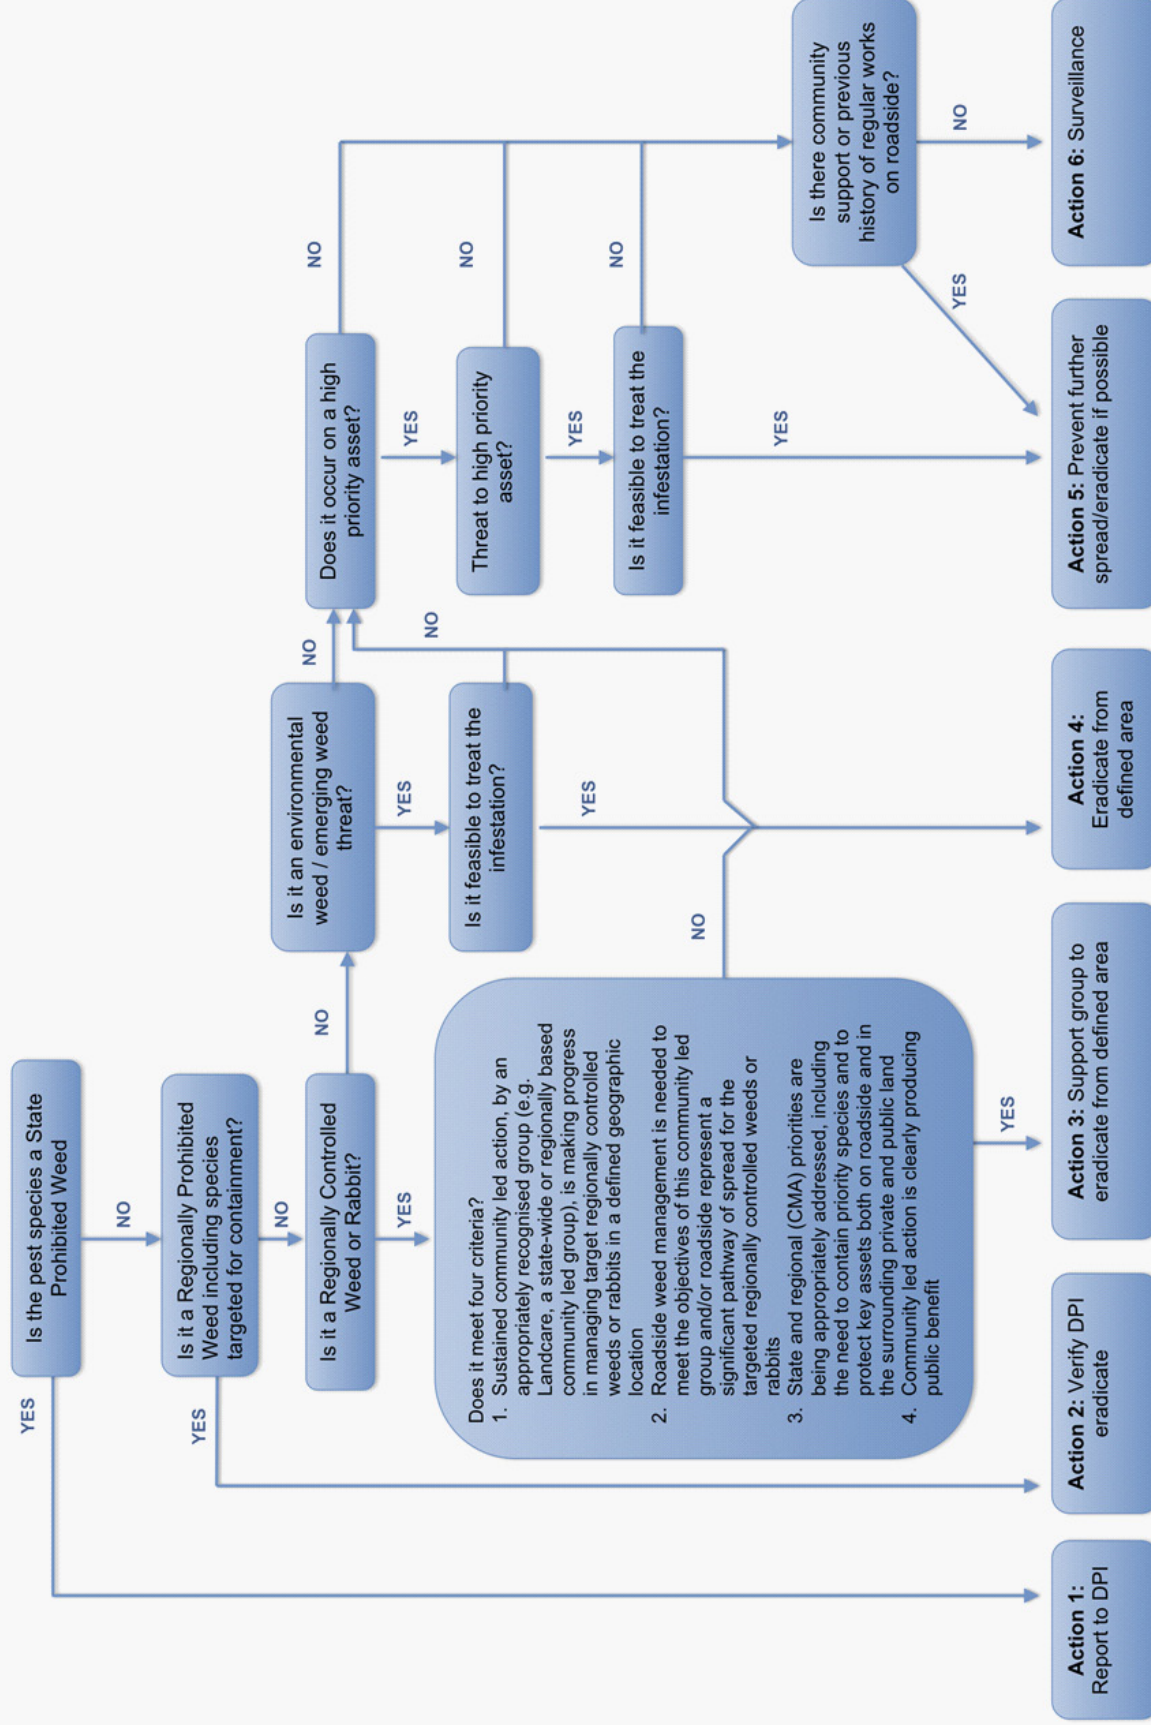 Is the pest species a State
Prohibited Weed
YES
NO
Is it a Regionally Prohibited
Weed including species
targeted for containment?
YES
NO
Is it a Regionally Controlled
Weed or Rabbit?
NO
YES
Does it meet four criteria?
1. Sustained community led action, by an
appropriately recognised group (e.g.
Landcare, a state-wide or regionally based
community led group), is making progress
in managing target regionally controlled
weeds or rabbits in a defined geographic
location
2. Roadside weed management is needed to
meet the objectives of this community led
group and/or roadside represent a
significant pathway of spread for the
targeted regionally controlled weeds or
rabbits
3. State and regional (CMA) priorities are
being appropriately addressed, including
the need to contain priority species and to
protect key assets both on roadside and in
the surrounding private and public land
4. Community led action is clearly producing
public benefit
NO
YES
Is it an environmental
weed / emerging weed
threat?
NO
YES
Is it feasible to treat the
infestation?
NO
YES
Does it occur on a high
priority asset?
NO
YES
Threat to high priority
asset?
NO
YES
Is it feasible to treat the
infestation?
NO
YES
Is there community
support or previous
history of regular works
on roadside?
YES
NO
Action 1:
Report to DPI
Action 2: Verify DPI
eradicate
Action 3: Support group to
eradicate from defined area
Action 4:
Eradicate from
defined area
Action 5: Prevent further
spread/eradicate if possible
Action 6: Surveillance